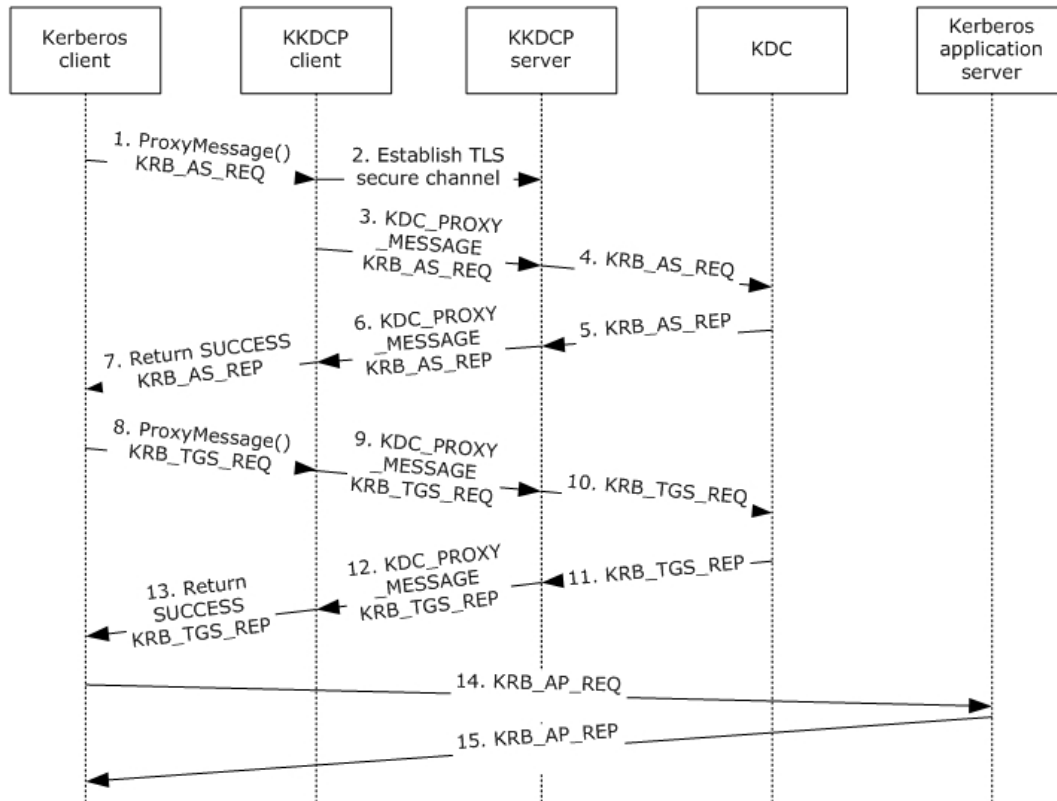 Kerberos
client
KKDCP
client
KKDCP
server
KDC
Kerberos
application
server
1. ProxyMessage()
KRB_AS_REQ
2. Establish TLS
secure channel
3. KDC_PROXY
_MESSAGE
KRB_AS_REQ
4. KRB_AS_REQ
5. KRB_AS_REP
6. KDC_PROXY
_MESSAGE
KRB_AS_REP
7. Return SUCCESS
KRB_AS_REP
8. ProxyMessage()
KRB_TGS_REQ
9. KDC_PROXY
_MESSAGE
KRB_TGS_REQ
10. KRB_TGS_REQ
11. KRB_TGS_REP
12. KDC_PROXY
_MESSAGE
KRB_TGS_REP
13. Return
SUCCESS
KRB_TGS_REP
14. KRB_AP_REQ
15. KRB_AP_REP